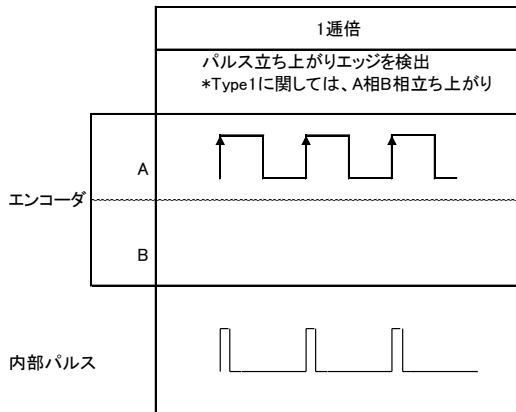 1逓倍
パルス立ち上がりエッジを検出
*Type1に関しては、A相B相立ち上がり
A
エンコーダ
B
内部パルス